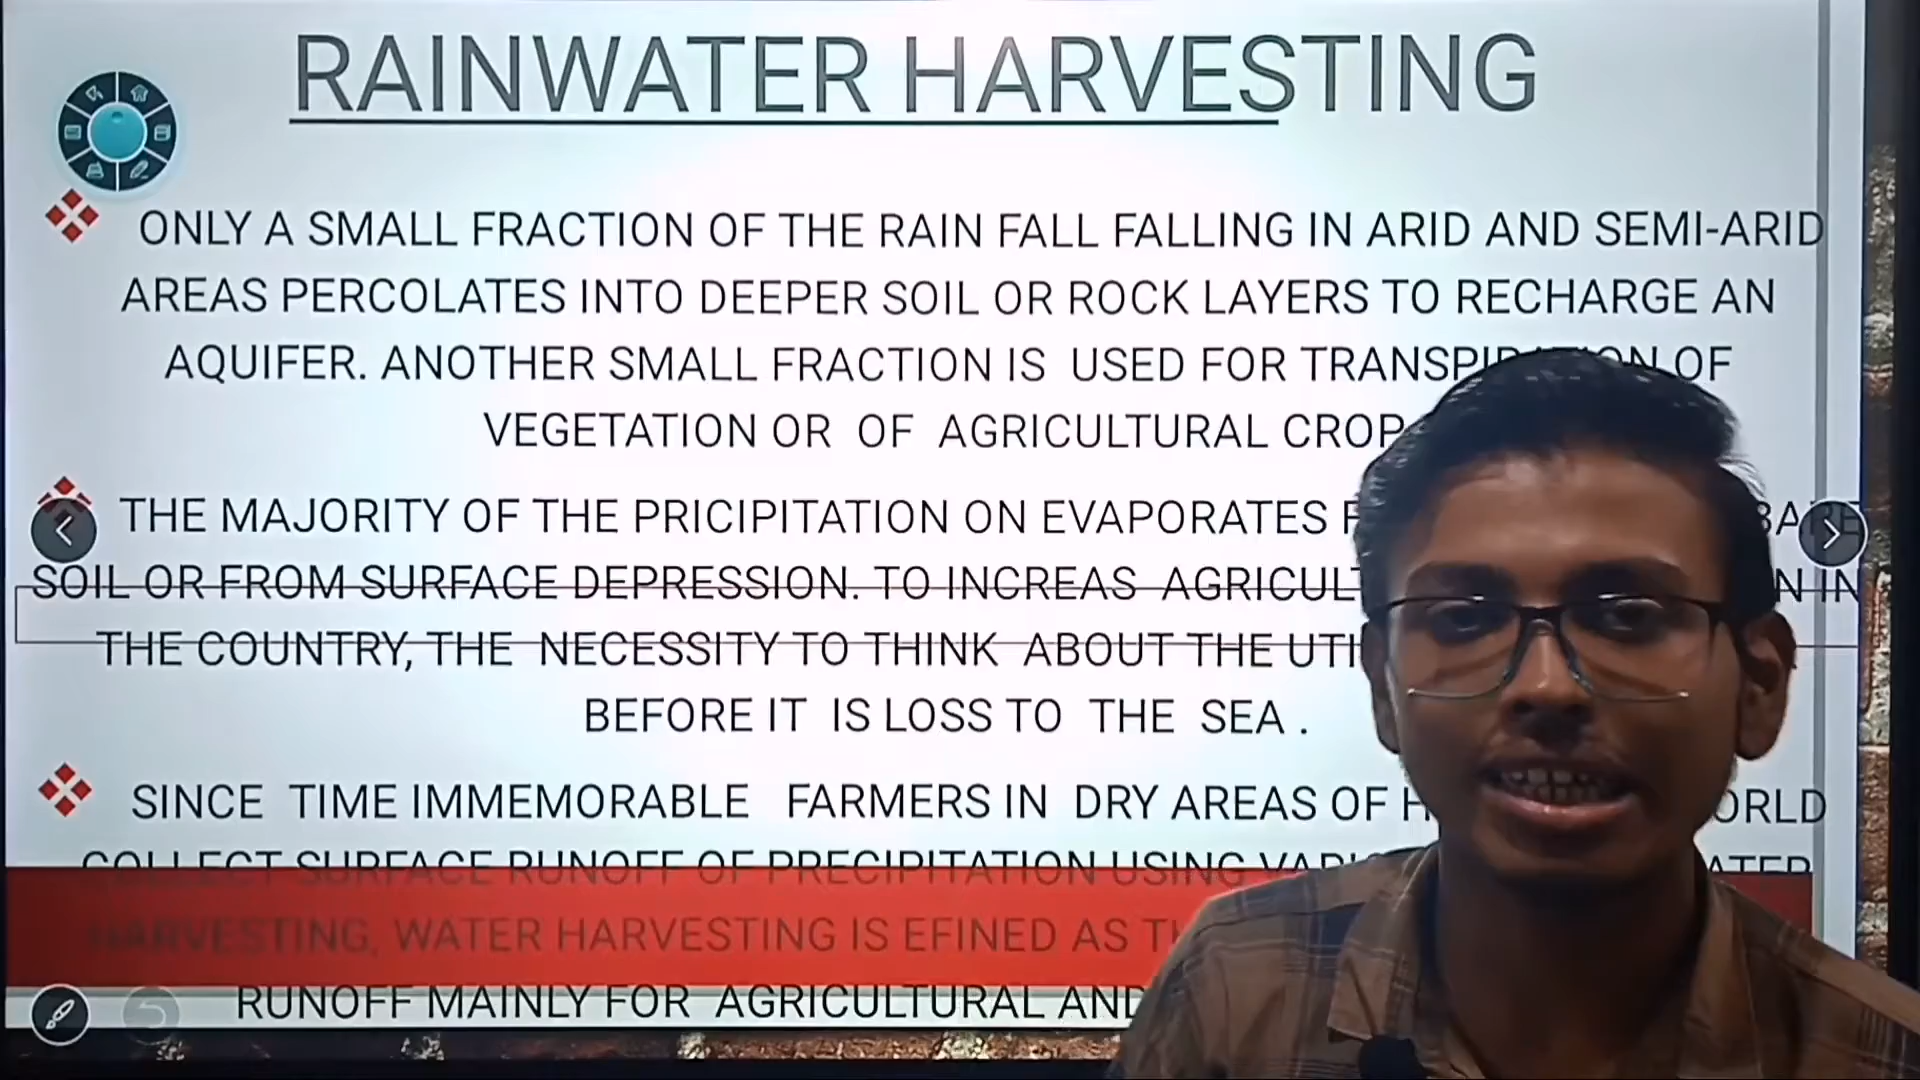 RAINWATER HARVESTING
ONLY A SMALL FRACTION OF THE RAIN FALL FALLING IN ARID AND SEMI-ARID
AREAS PERCOLATES INTO DEEPER SOIL OR ROCK LAYERS TO RECHARGE AN
AQUIFER. ANOTHER SMALL FRACTION IS USED FOR TRANSPIRATION OF
VEGETATION OR OF AGRICULTURAL CROP
THE MAJORITY OF THE PRICIPITATION ON EVAPORATES
SOIL OR FROM SURFACE DEPRESSION. TO INCREAS AGRICULT N IN
THE COUNTRY, THE NECESSITY TO THINK ABOUT THE UTI
BEFORE IT IS LOSS TO THE SEA .
SINCE TIME IMMEMORABLE FARMERS IN DRY AREAS OF H ORLD
COLLECT SURFACE RUNOFF OF PRECIPITATION USING ATER
HARVESTING, WATER HARVESTING IS EFINED AS
RUNOFF MAINLY FOR AGRICULTURAL AND